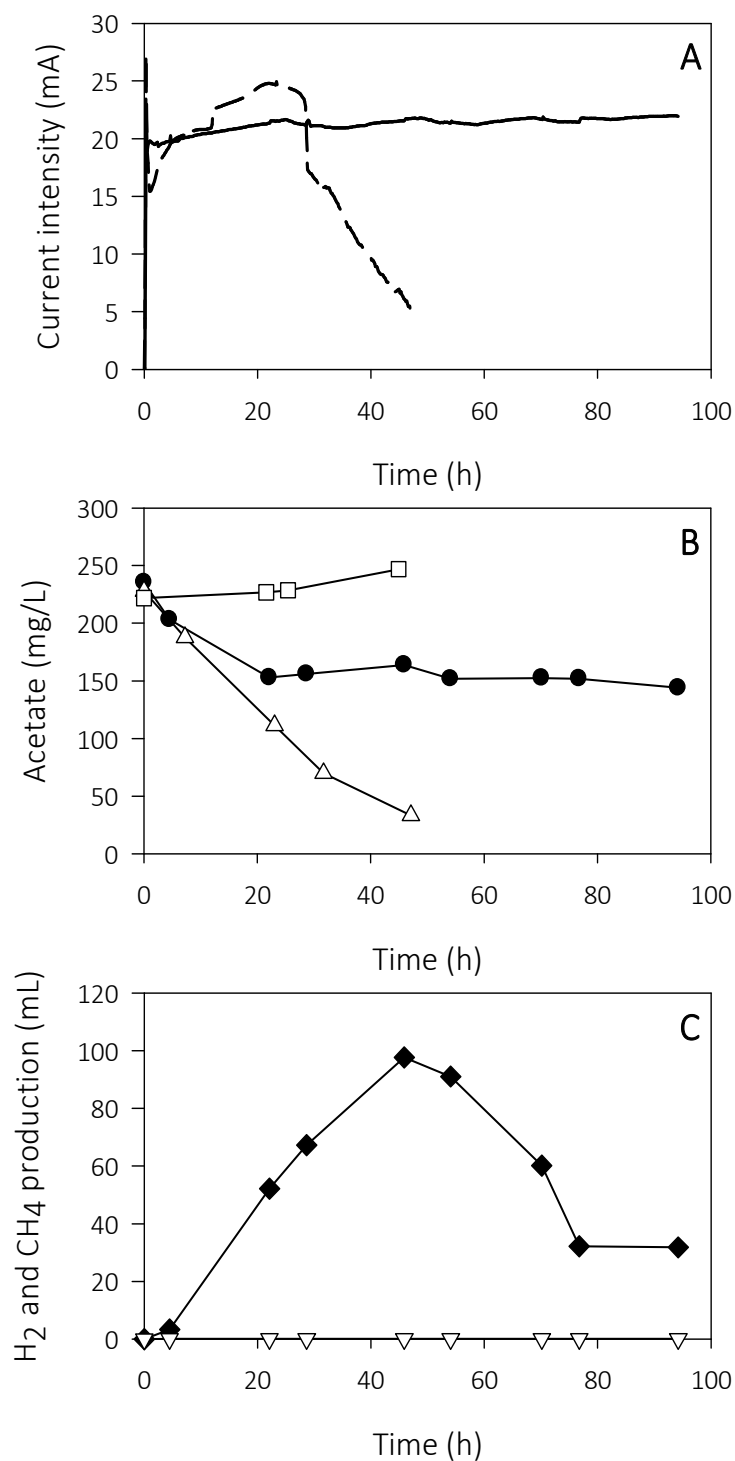 A
Current intensity (mA)
30
25
20
15
10
5
0
0 20 40 60 80 100
Time (h)
B
Acetate (mg/L)
300
250
200
150
100
50
0
0 20 40 60 80 100
Time (h)
C
H2 and CH4 production (mL)
120
100
80
60
40
20
0
0 20 40 60 80 100
Time (h)